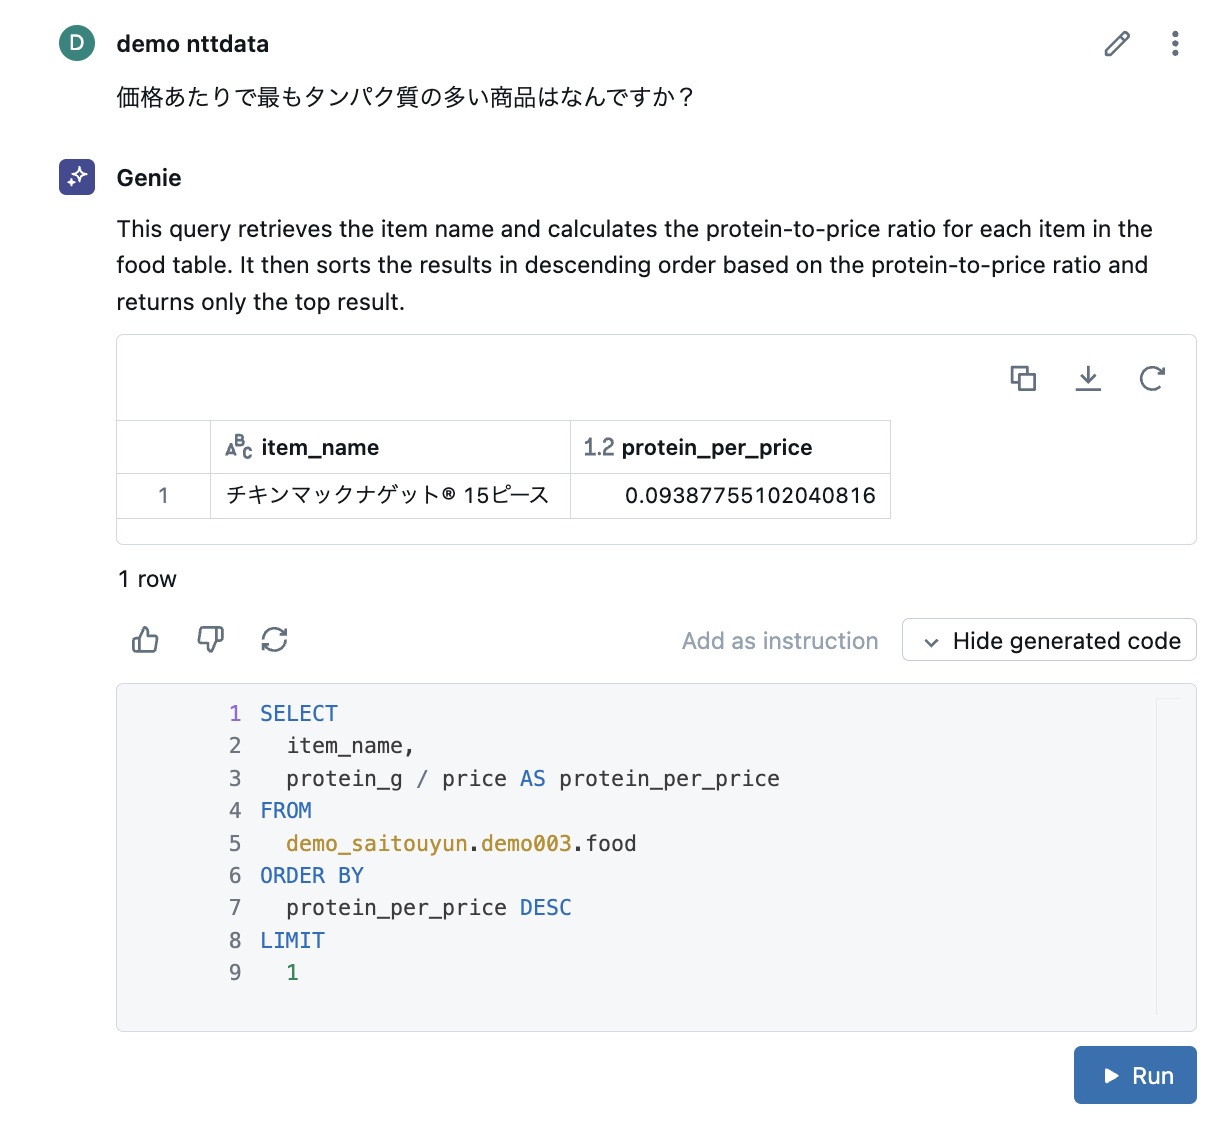 D demo nttdata
価格あたりで最もタンパク質の多い商品はなんですか？
Genie
This query retrieves the item name and calculates the protein-to-price ratio for each item in the
food table. It then sorts the results in descending order based on the protein-to-price ratio and
returns only the top result.
ABC item_name 1.2 protein_per_price
1 チキンマックナゲット® 15ピース 0.09387755102040816
1 row
Add as instruction Hide generated code
1 SELECT
2 item_name,
3 protein_g / price AS protein_per_price
4 FROM
5 demo_saitouyun.demo003.food
6 ORDER BY
7 protein_per_price DESC
8 LIMIT
9 1
Run